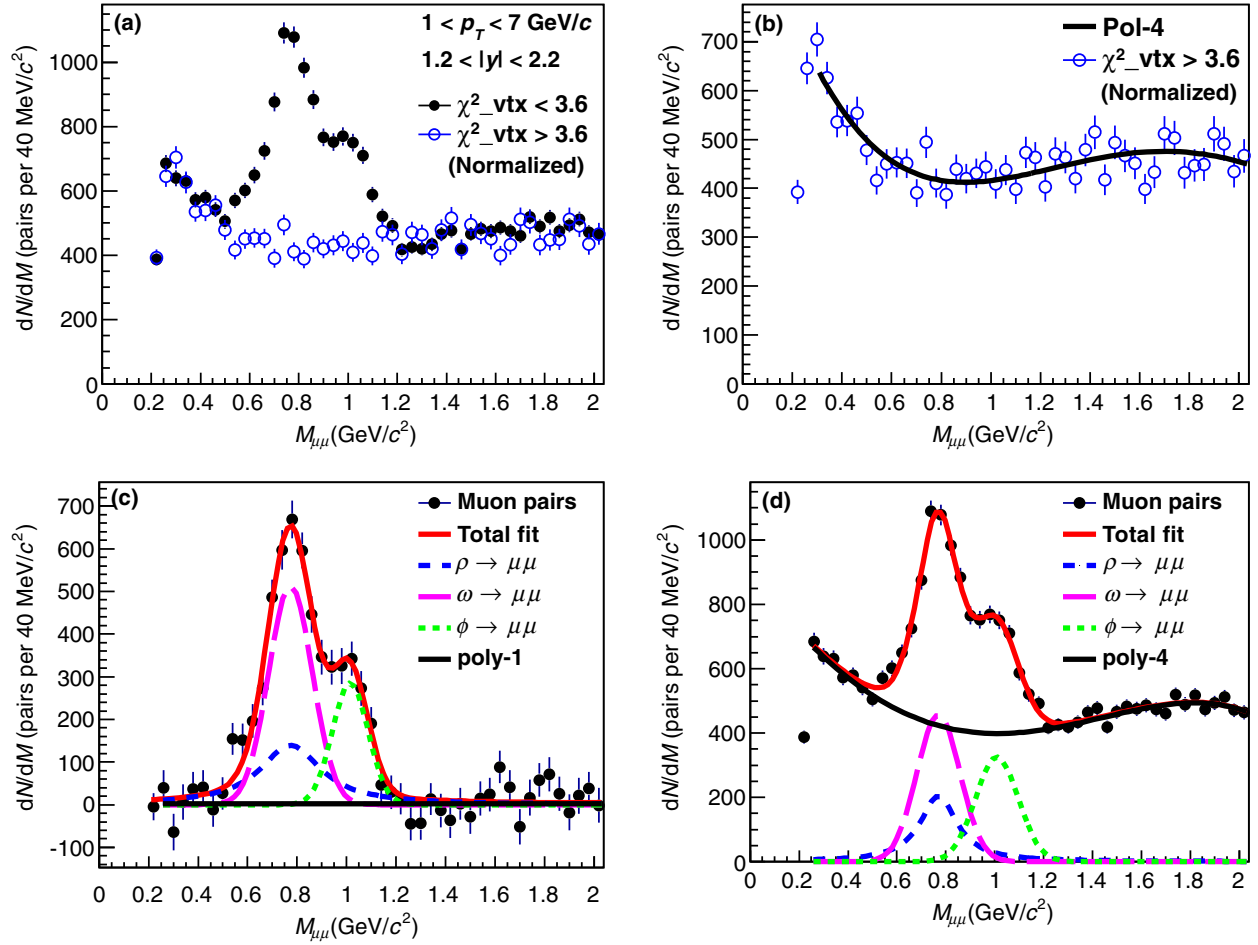 (a)
1 < p_T < 7 GeV/c
1.2 < |y| < 2.2
χ²_vtx < 3.6
χ²_vtx > 3.6
(Normalized)
dN/dM (pairs per 40 MeV/c²)
1000
800
600
400
200
0
0 0.2 0.4 0.6 0.8 1 1.2 1.4 1.6 1.8 2
M_μμ(GeV/c²)
(b)
Pol-4
χ²_vtx > 3.6
(Normalized)
dN/dM (pairs per 40 MeV/c²)
700
600
500
400
300
200
100
0
0 0.2 0.4 0.6 0.8 1 1.2 1.4 1.6 1.8 2
M_μμ(GeV/c²)
(c)
Muon pairs
Total fit
ρ → μμ
ω → μμ
ϕ → μμ
poly-1
dN/dM (pairs per 40 MeV/c²)
700
600
500
400
300
200
100
0
-100
0 0.2 0.4 0.6 0.8 1 1.2 1.4 1.6 1.8 2
M_μμ(GeV/c²)
(d)
Muon pairs
Total fit
ρ → μμ
ω → μμ
ϕ → μμ
poly-4
dN/dM (pairs per 40 MeV/c²)
1000
800
600
400
200
0
0 0.2 0.4 0.6 0.8 1 1.2 1.4 1.6 1.8 2
M_μμ(GeV/c²)